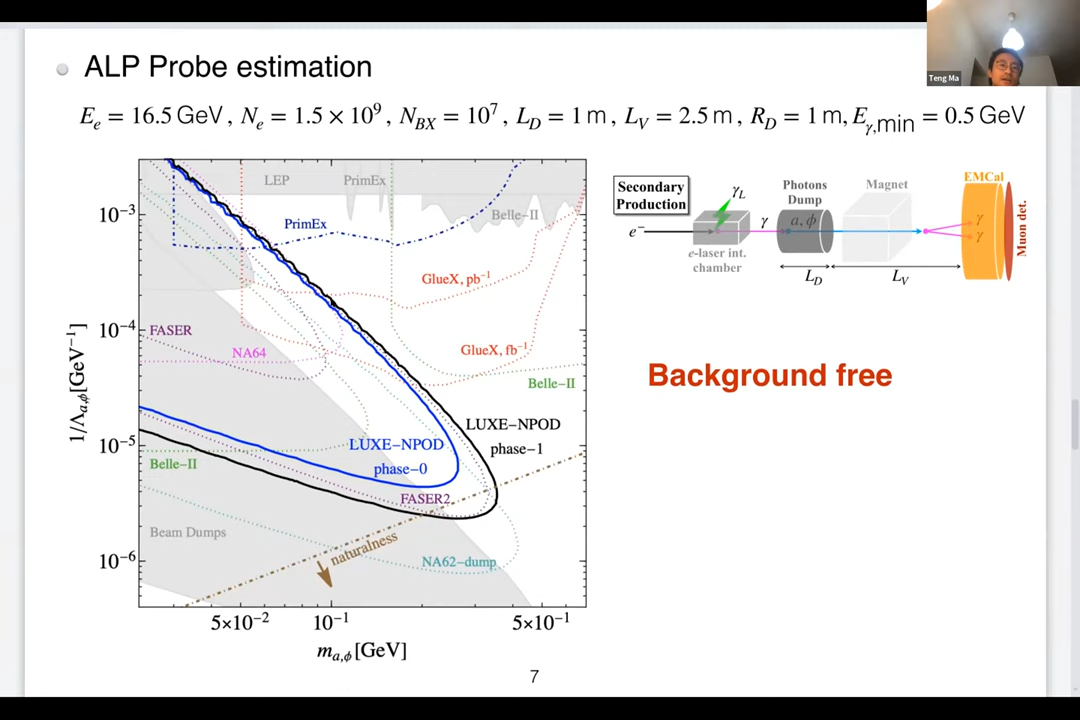 ALP Probe estimation
Teng Ma
E_e = 16.5 GeV, N_e = 1.5 × 10⁹, N_BX = 10⁷, L_D = 1 m, L_V = 2.5 m, R_D = 1 m, E_γ,min = 0.5 GeV
LEP
PrimEx
PrimEx
Belle−II
GlueX, pb⁻¹
10⁻³
10⁻⁴
10⁻⁵
10⁻⁶
1/Λ_a,ϕ [GeV⁻¹]
FASER
NA64
GlueX, fb⁻¹
Belle−II
LUXE−NPOD
phase−1
LUXE−NPOD
phase−0
Belle−II
FASER2
Beam Dumps
naturalness
NA62−dump
5×10⁻²
10⁻¹
5×10⁻¹
m_a,ϕ [GeV]
Secondary
Production
e⁻
γ_L
e-laser int.
chamber
γ
Photons
Dump
a, ϕ
Magnet
EMCal
γ
γ
Muon det.
L_D
L_V
Background free
7